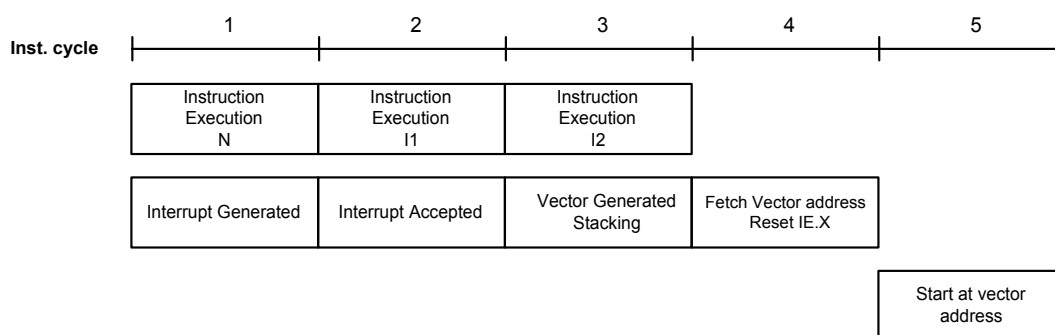 1 2 3 4 5
Inst. cycle
Instruction
Execution
N
Instruction
Execution
I1
Instruction
Execution
I2
Interrupt Generated
Interrupt Accepted
Vector Generated
Stacking
Fetch Vector address
Reset IE.X
Start at vector
address